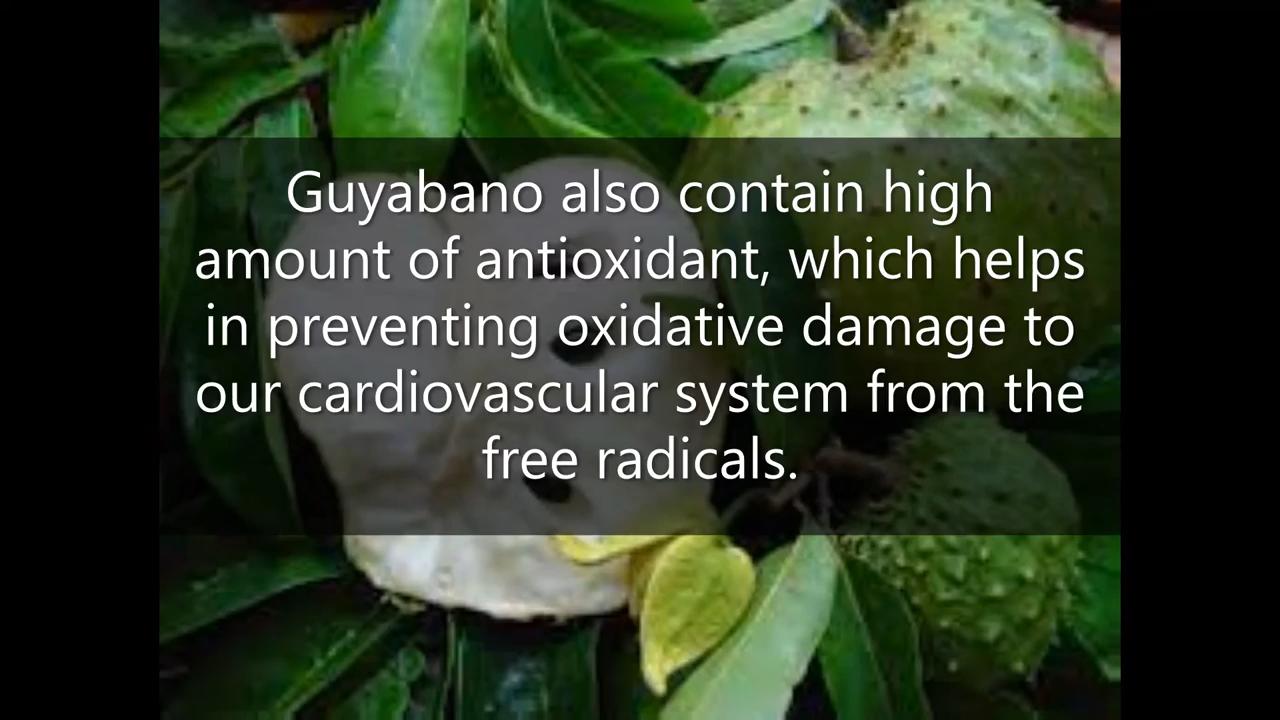 Guyabano also contain high
amount of antioxidant, which helps
in preventing oxidative damage to
our cardiovascular system from the
free radicals.